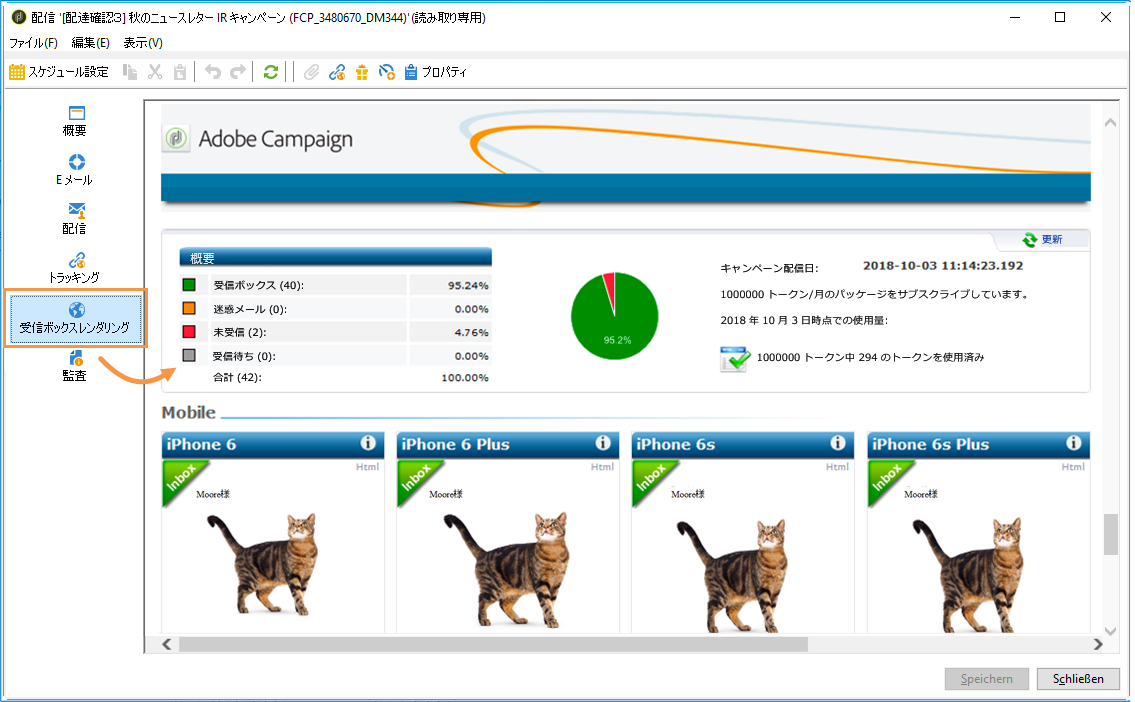 配信 '[配達確認3] 秋のニュースレター IR キャンペーン (FCP_3480670_DM344)' (読み取り専用)
ファイル(F) 編集(E) 表示(V)
スケジュール設定 プロパティ
概要
Eメール
配信
トラッキング
受信ボックスレンダリング
監査
Adobe Campaign
更新
概要
受信ボックス (40): 95.24%
迷惑メール (0): 0.00%
未受信 (2): 4.76%
受信待ち (0): 0.00%
合計 (42): 100.00%
95.2%
キャンペーン配信日: 2018-10-03 11:14:23.192
1000000 トークン/月のパッケージをサブスクライブしています。
2018 年 10 月 3 日時点での使用量:
1000000 トークン中 294 のトークンを使用済み
Mobile
iPhone 6
Html
Inbox
Moore様
iPhone 6 Plus
Html
Inbox
Moore様
iPhone 6s
Html
Inbox
Moore様
iPhone 6s Plus
Html
Inbox
Moore様
Speichern Schließen